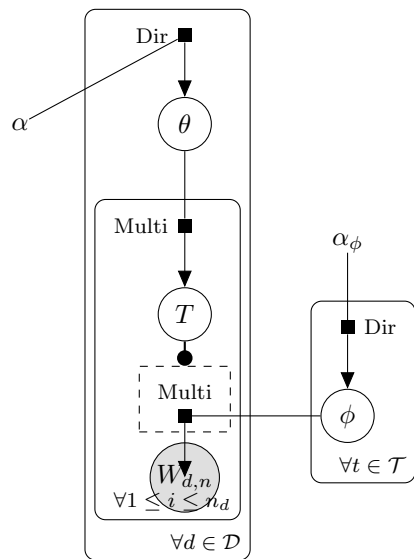 Dir
α
θ
Multi
α_ϕ
T
Dir
Multi
ϕ
W_{d,n}
∀t ∈ 𝒯
∀1 ≤ i ≤ n_d
∀d ∈ 𝒟